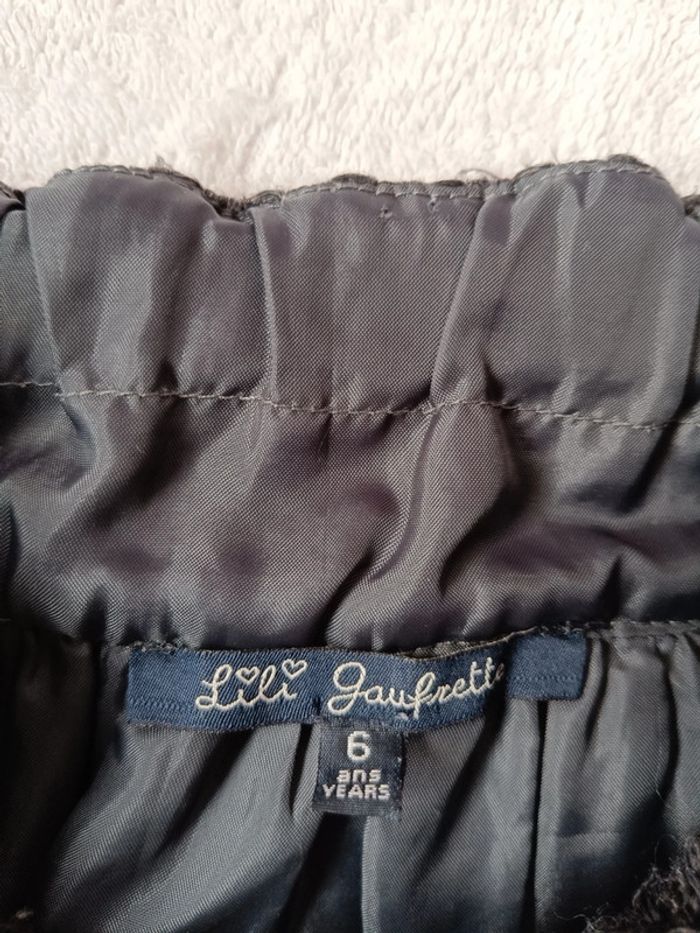 Lili Gaufrette
6
ans
YEARS